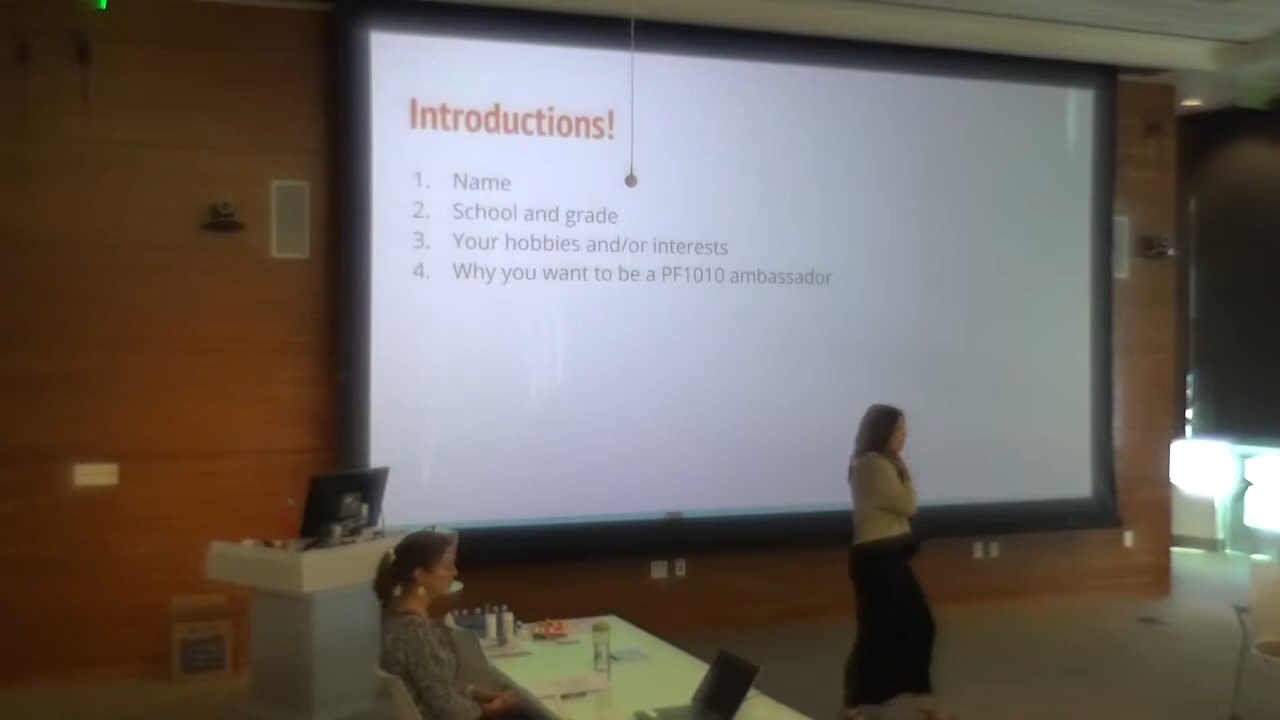 Introductions!
1. Name
2. School and grade
3. Your hobbies and/or interests
4. Why you want to be a PF1010 ambassador